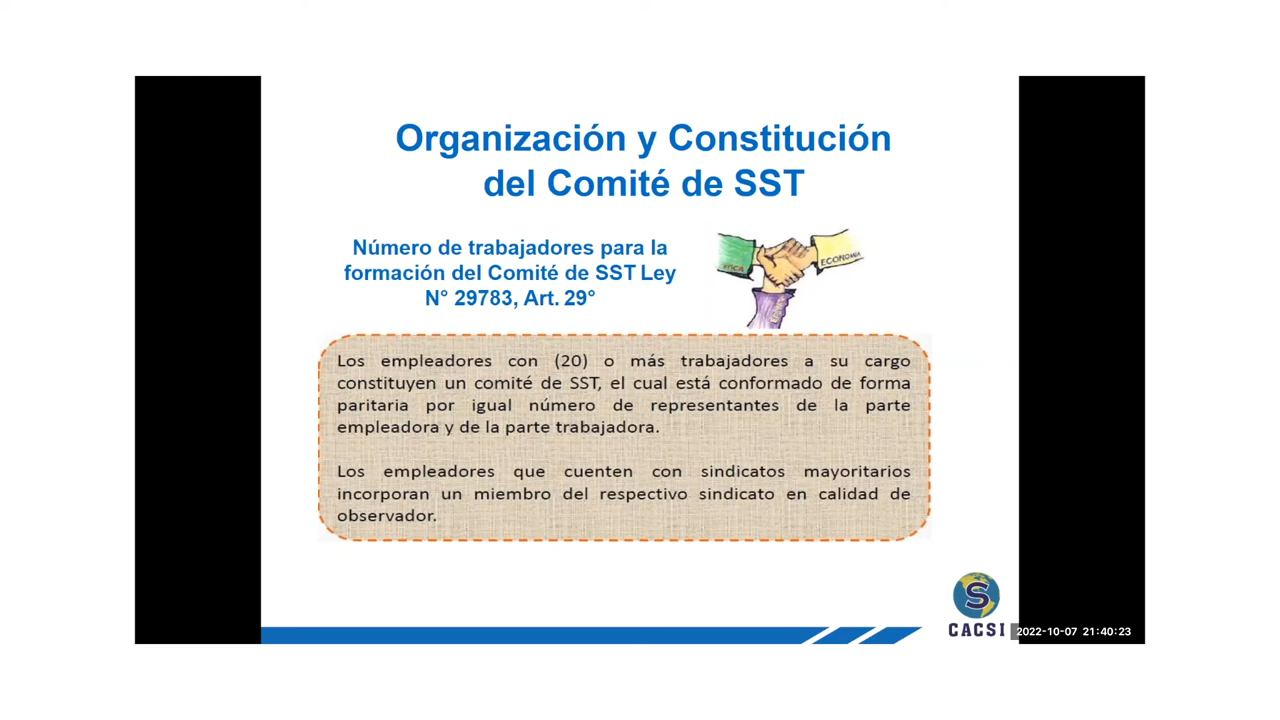 Organización y Constitución
del Comité de SST
Número de trabajadores para la
formación del Comité de SST Ley
N° 29783, Art. 29°
ECONOMIA
Los empleadores con (20) o más trabajadores a su cargo
constituyen un comité de SST, el cual está conformado de forma
paritaria por igual número de representantes de la parte
empleadora y de la parte trabajadora.
Los empleadores que cuenten con sindicatos mayoritarios
incorporan un miembro del respectivo sindicato en calidad de
observador.
S
CACSI
2022-10-07 21:40:23